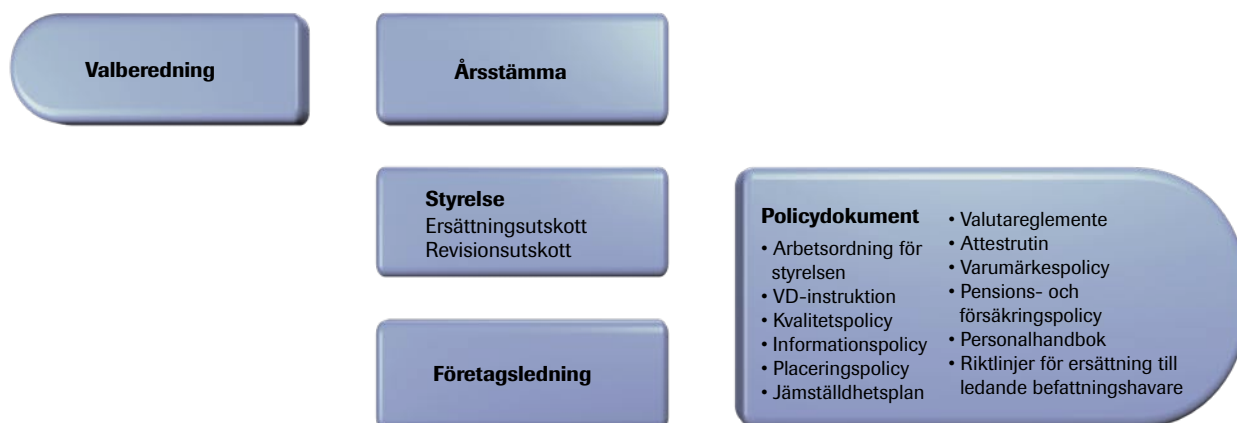 Valberedning
Årsstämma
Styrelse
Ersättningsutskott
Revisionsutskott
Företagsledning
Policydokument
• Arbetsordning för
styrelsen
• VD-instruktion
• Kvalitetspolicy
• Informationspolicy
• Placeringspolicy
• Jämställdhetsplan
• Valutareglemente
• Attestrutin
• Varumärkespolicy
• Pensions- och
försäkringspolicy
• Personalhandbok
• Riktlinjer för ersättning till
ledande befattningshavare